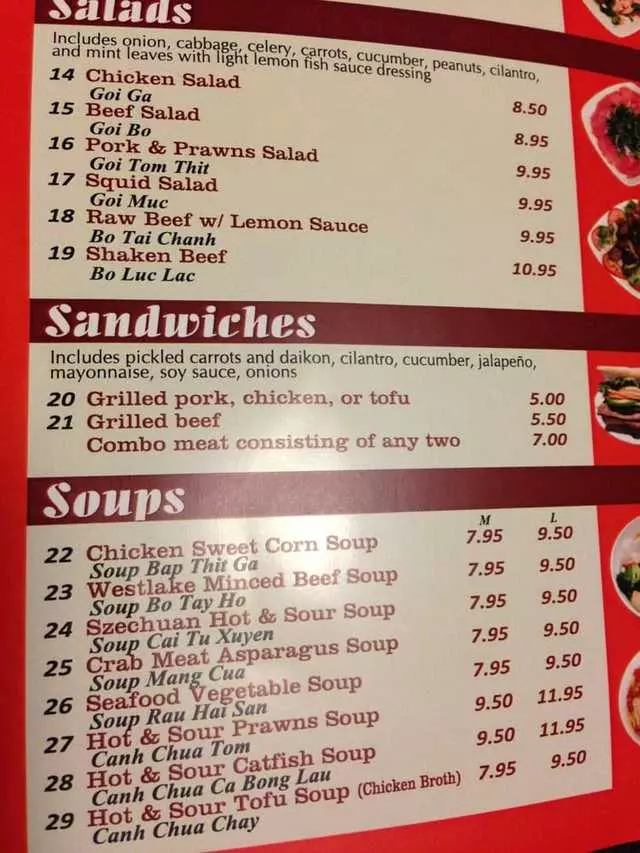 Salads
Includes onion, cabbage, celery, carrots, cucumber, peanuts, cilantro,
and mint leaves with light lemon fish sauce dressing
14 Chicken Salad 8.50
Goi Ga
15 Beef Salad 8.95
Goi Bo
16 Pork & Prawns Salad 9.95
Goi Tom Thit
17 Squid Salad 9.95
Goi Muc
18 Raw Beef w/ Lemon Sauce 9.95
Bo Tai Chanh
19 Shaken Beef 10.95
Bo Luc Lac
Sandwiches
Includes pickled carrots and daikon, cilantro, cucumber, jalapeño,
mayonnaise, soy sauce, onions
20 Grilled pork, chicken, or tofu 5.00
21 Grilled beef 5.50
Combo meat consisting of any two 7.00
Soups
M L
22 Chicken Sweet Corn Soup 7.95 9.50
Soup Bap Thit Ga
23 Westlake Minced Beef Soup 7.95 9.50
Soup Bo Tay Ho
24 Szechuan Hot & Sour Soup 7.95 9.50
Soup Cai Tu Xuyen
25 Crab Meat Asparagus Soup 7.95 9.50
Soup Mang Cua
26 Seafood Vegetable Soup 7.95 9.50
Soup Rau Hai San
27 Hot & Sour Prawns Soup 9.50 11.95
Canh Chua Tom
28 Hot & Sour Catfish Soup 9.50 11.95
Canh Chua Ca Bong Lau
29 Hot & Sour Tofu Soup (Chicken Broth) 7.95 9.50
Canh Chua Chay